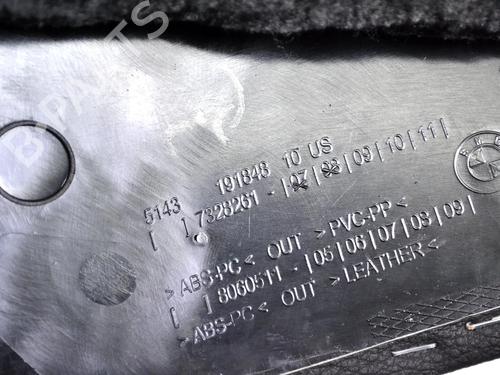 B-PARTS
5143 191848 10 US
[ ] 7328261 - |07|08|09|10|11|
>ABS-PC< OUT >PVC-PP<
[ ] 8060511 - |05|06|07|08|09|
>ABS-PC< OUT >LEATHER<